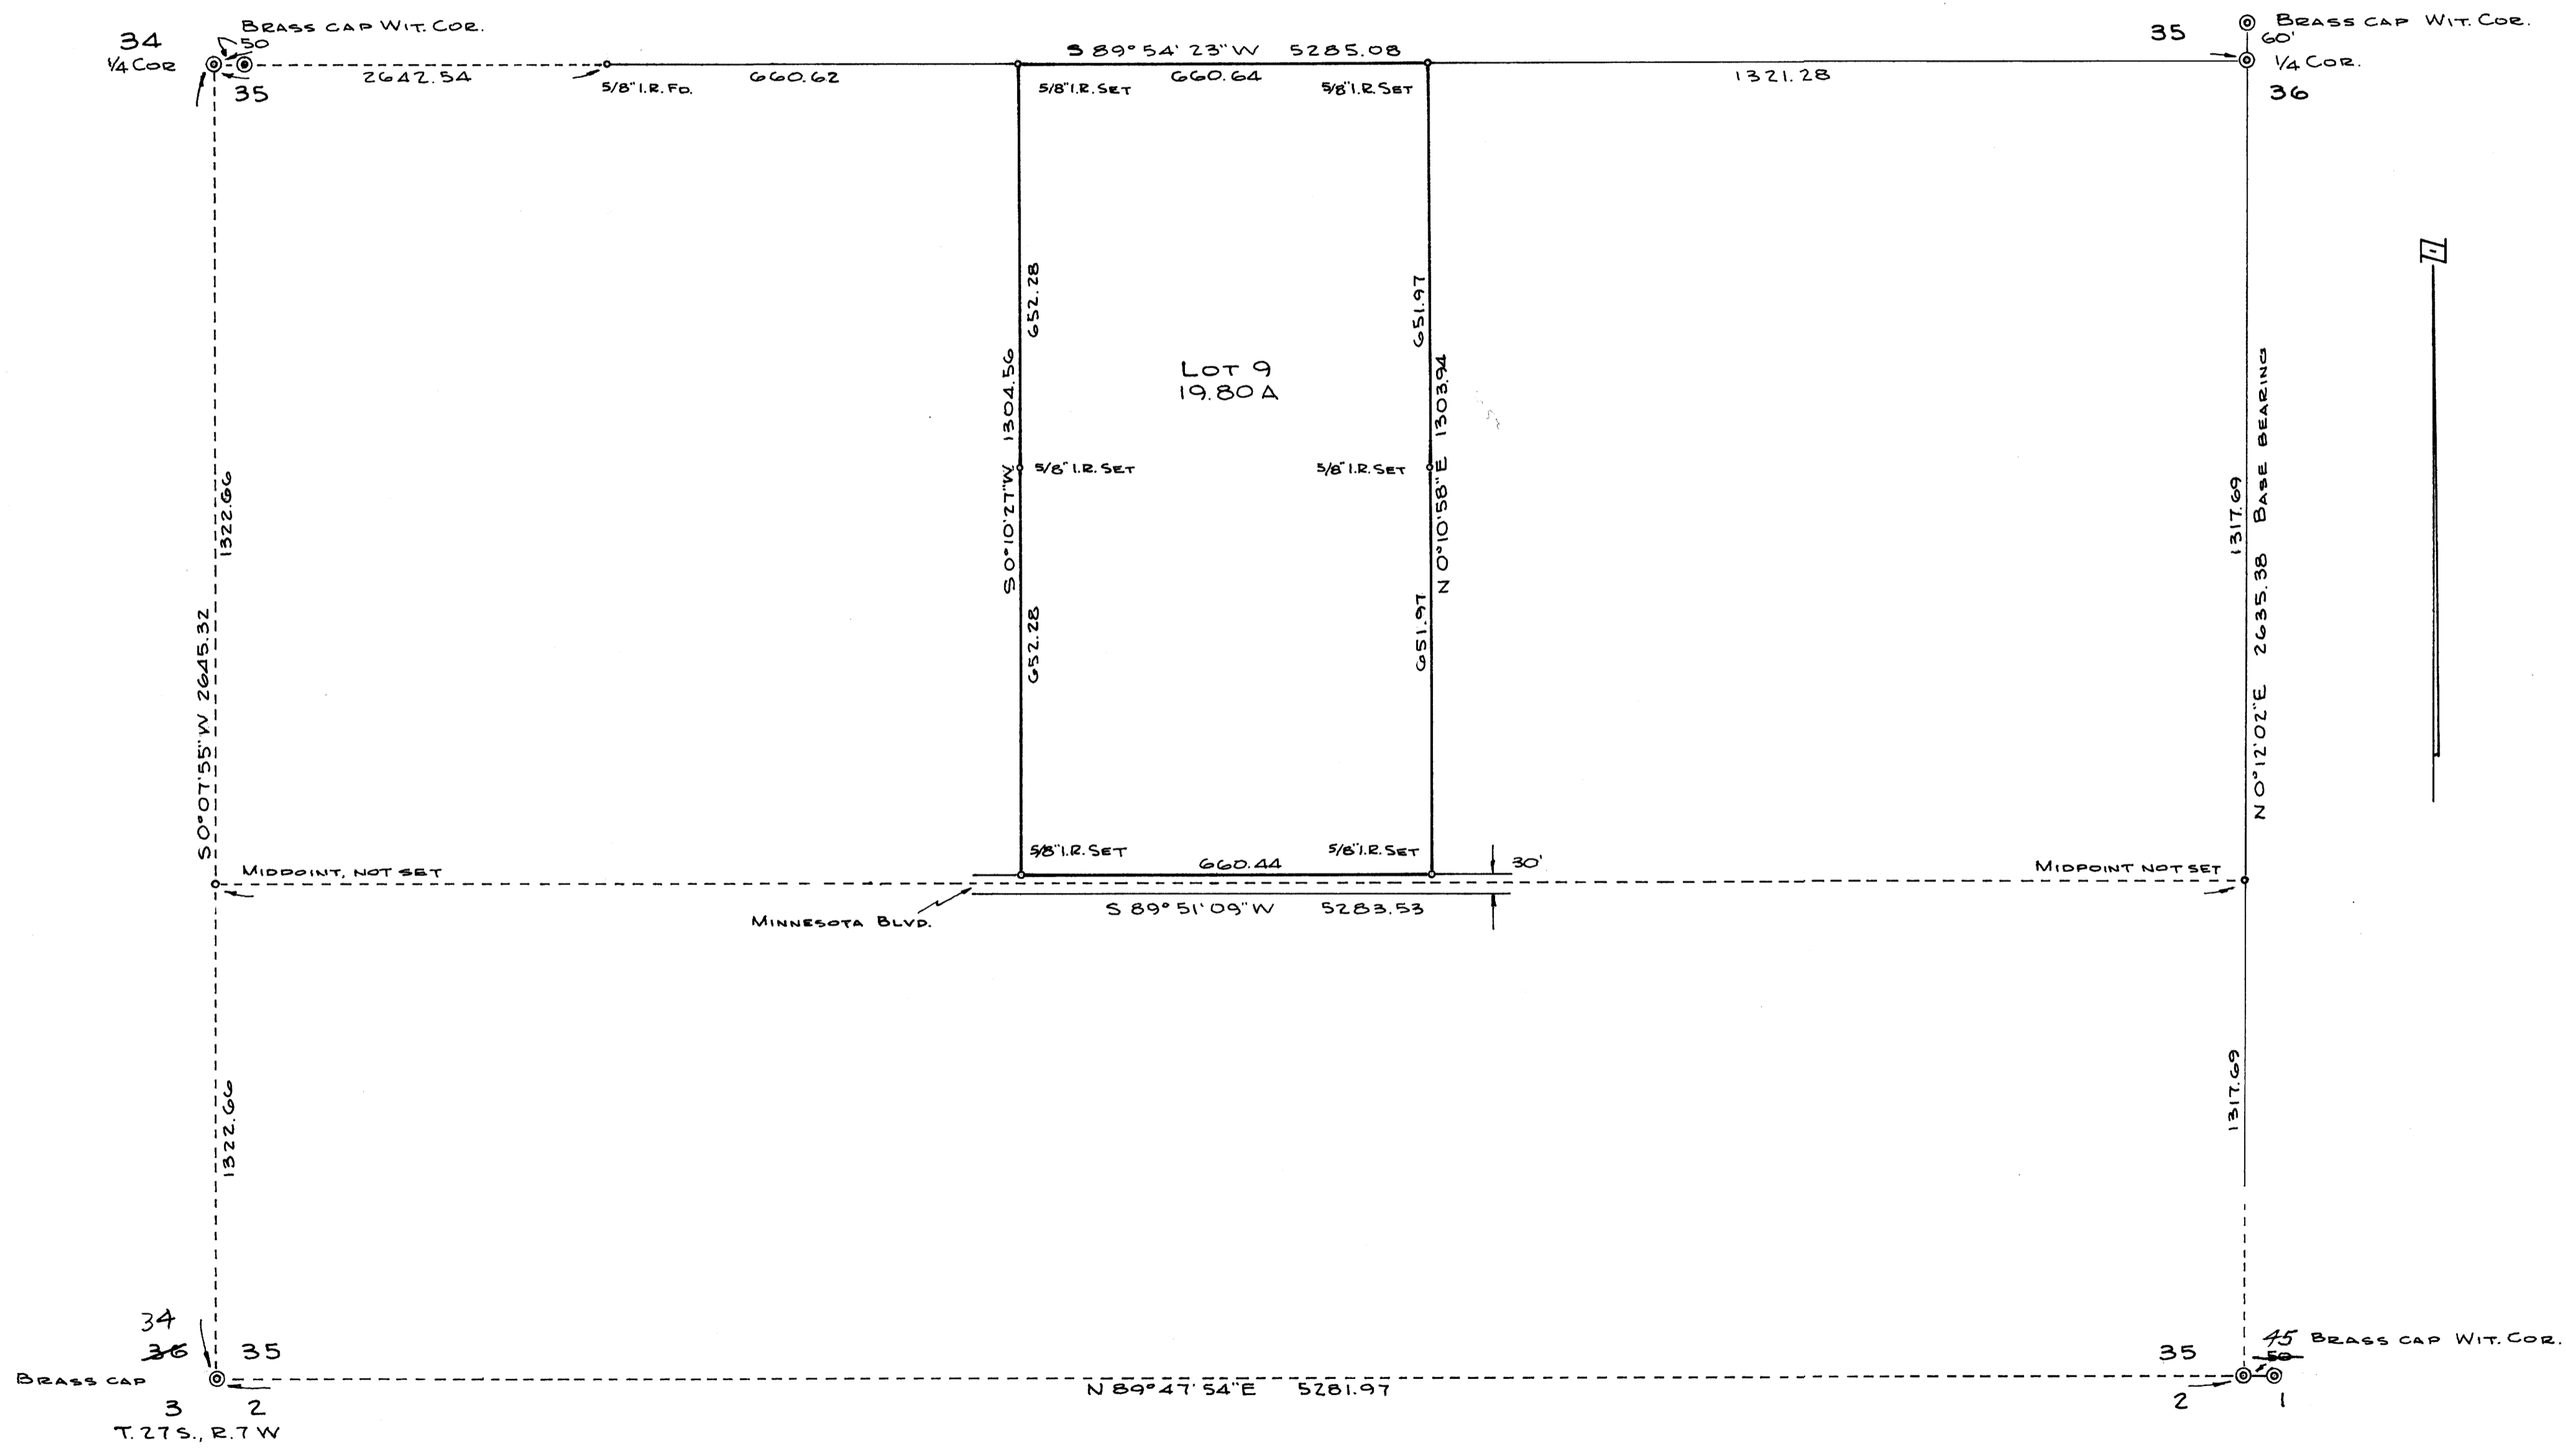 BRASS CAP WIT. COR.
34
50
1/4 COR
35
2642.54
5/8" I.R. FD.
660.62
S 89° 54' 23" W 5285.08
660.64
5/8" I.R. SET
5/8" I.R. SET
1321.28
35
BRASS CAP WIT. COR.
60'
1/4 COR.
36
652.28
651.97
LOT 9
19.80 A
S 0° 10' 27" W 1304.56
N 0° 10' 58" E 1303.94
5/8" I.R. SET
5/8" I.R. SET
1322.66
S 0° 07' 55" W 2645.32
1317.69
N 0° 12' 02" E 2635.38 BASE BEARING
652.28
651.97
5/8" I.R. SET
5/8" I.R. SET
660.44
30'
MIDPOINT, NOT SET
MIDPOINT NOT SET
MINNESOTA BLVD.
S 89° 51' 09" W 5283.53
1322.66
1317.69
34
36 35
BRASS CAP
3 2
T. 27 S., R. 7 W
N 89° 47' 54" E 5281.97
35
45 BRASS CAP WIT. COR.
50
2
1
N